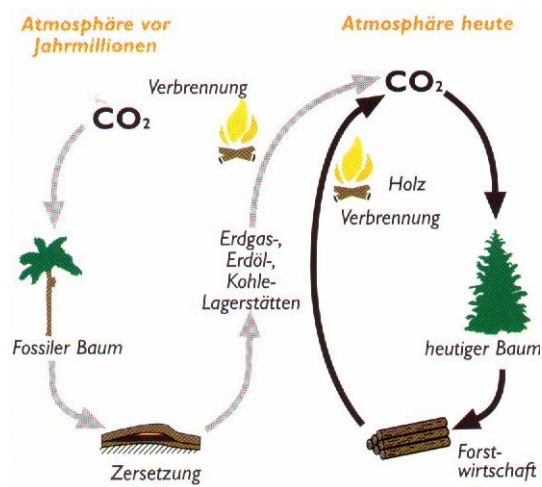 Atmosphäre vor
Jahrmillionen
Atmosphäre heute
Verbrennung
CO₂
CO₂
Holz
Verbrennung
Erdgas-,
Erdöl-,
Kohle-
Lagerstätten
Fossiler Baum
heutiger Baum
Zersetzung
Forst-
wirtschaft